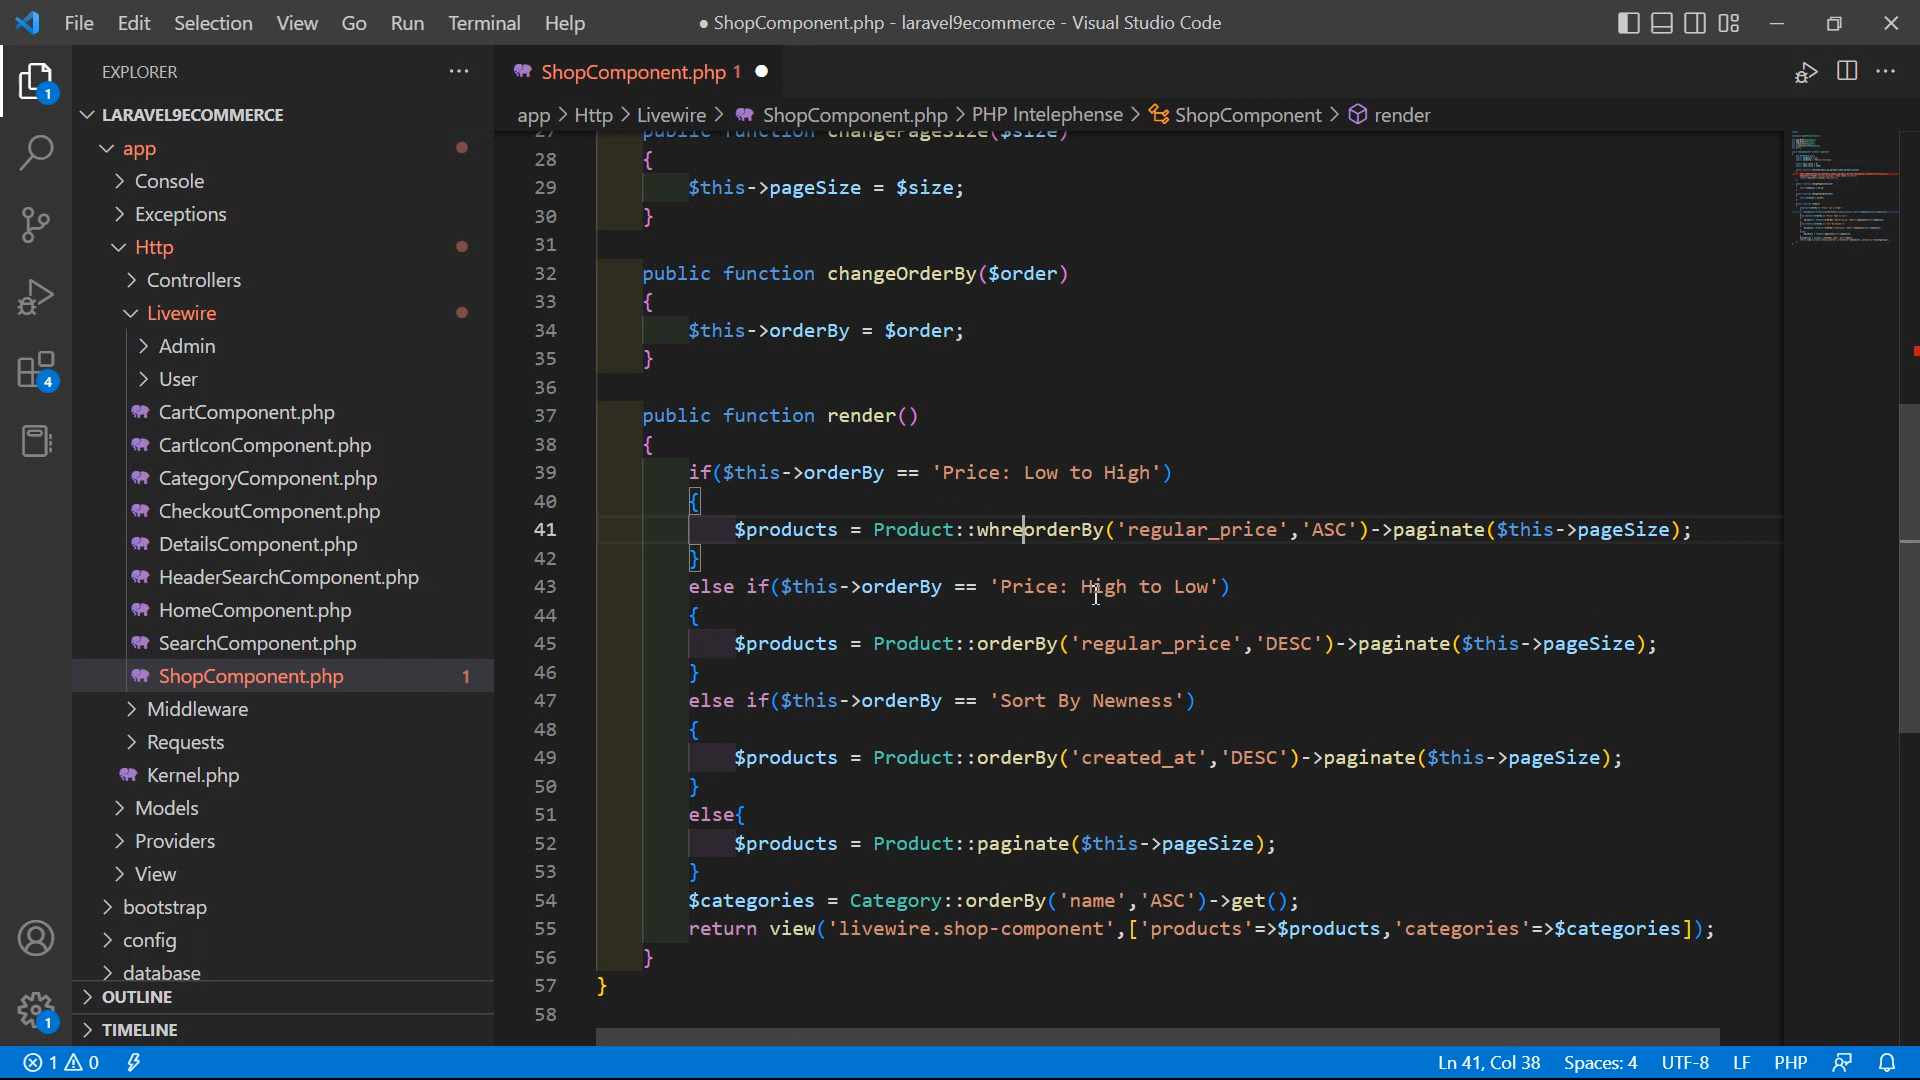 File Edit Selection View Go Run Terminal Help
● ShopComponent.php - laravel9ecommerce - Visual Studio Code
EXPLORER
ShopComponent.php 1
LARAVEL9ECOMMERCE
app > Http > Livewire > ShopComponent.php > PHP Intelephense > ShopComponent > render
app
Console
Exceptions
Http
Controllers
Livewire
Admin
User
CartComponent.php
CartIconComponent.php
CategoryComponent.php
CheckoutComponent.php
DetailsComponent.php
HeaderSearchComponent.php
HomeComponent.php
SearchComponent.php
ShopComponent.php 1
Middleware
Requests
Kernel.php
Models
Providers
View
bootstrap
config
database
OUTLINE
TIMELINE
1
4
1
27 public function changePageSize($size)
28 {
29 $this->pageSize = $size;
30 }
31
32 public function changeOrderBy($order)
33 {
34 $this->orderBy = $order;
35 }
36
37 public function render()
38 {
39 if($this->orderBy == 'Price: Low to High')
40 {
41 $products = Product::whreorderBy('regular_price','ASC')->paginate($this->pageSize);
42 }
43 else if($this->orderBy == 'Price: High to Low')
44 {
45 $products = Product::orderBy('regular_price','DESC')->paginate($this->pageSize);
46 }
47 else if($this->orderBy == 'Sort By Newness')
48 {
49 $products = Product::orderBy('created_at','DESC')->paginate($this->pageSize);
50 }
51 else{
52 $products = Product::paginate($this->pageSize);
53 }
54 $categories = Category::orderBy('name','ASC')->get();
55 return view('livewire.shop-component',['products'=>$products,'categories'=>$categories]);
56 }
57 }
58
1 0
Ln 41, Col 38 Spaces: 4 UTF-8 LF PHP